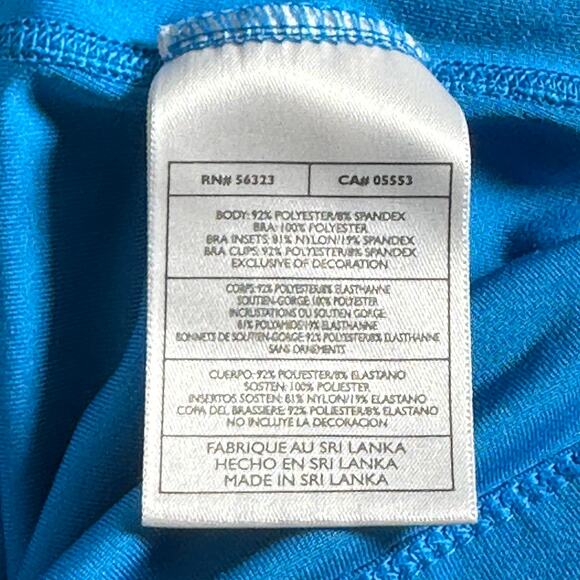 RN# 56323 CA# 05553
BODY: 92% POLYESTER/8% SPANDEX
BRA: 100% POLYESTER
BRA INSETS: 81% NYLON/19% SPANDEX
BRA CUPS: 92% POLYESTER/8% SPANDEX
EXCLUSIVE OF DECORATION
CORPS: 92% POLYESTER/8% ELASTHANNE
SOUTIEN-GORGE: 100% POLYESTER
INCRUSTATIONS OU SOUTIEN GORGE:
81% POLYAMIDE/19% ELASTHANNE
BONNETS DE SOUTIEN-GORGE: 92% POLYESTER/8% ELASTHANNE
SANS ORNEMENTS
CUERPO: 92% POLIESTER/8% ELASTANO
SOSTEN: 100% POLIESTER
INSERTOS SOSTEN: 81% NYLON/19% ELASTANO
COPA DEL BRASSIERE: 92% POLIESTER/8% ELASTANO
NO INCLUYE LA DECORACION
FABRIQUE AU SRI LANKA
HECHO EN SRI LANKA
MADE IN SRI LANKA